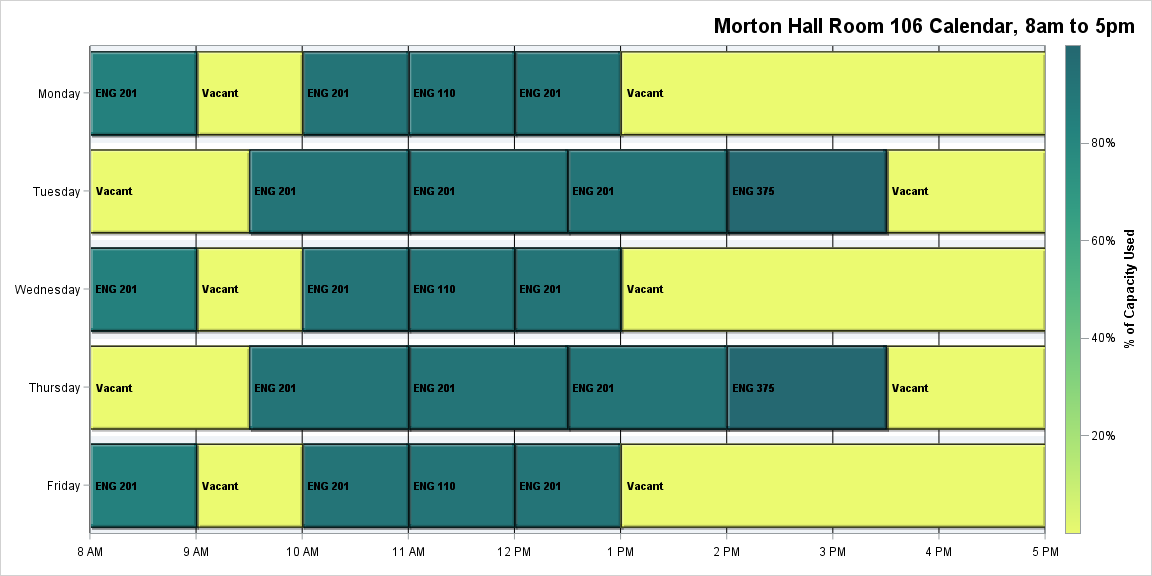 Morton Hall Room 106 Calendar, 8am to 5pm
Monday ENG 201 Vacant ENG 201 ENG 110 ENG 201 Vacant
80%
Tuesday Vacant ENG 201 ENG 201 ENG 201 ENG 375 Vacant
60%
% of Capacity Used
Wednesday ENG 201 Vacant ENG 201 ENG 110 ENG 201 Vacant
40%
Thursday Vacant ENG 201 ENG 201 ENG 201 ENG 375 Vacant
20%
Friday ENG 201 Vacant ENG 201 ENG 110 ENG 201 Vacant
8 AM 9 AM 10 AM 11 AM 12 PM 1 PM 2 PM 3 PM 4 PM 5 PM